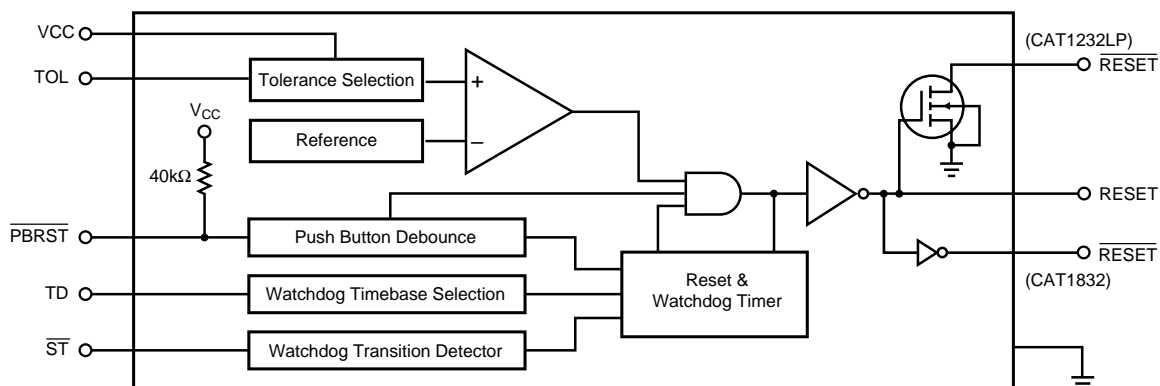 VCC
(CAT1232LP)
TOL
Tolerance Selection
+
RESET
VCC
Reference
–
40kΩ
RESET
PBRST
Push Button Debounce
Reset &
Watchdog Timer
RESET
(CAT1832)
TD
Watchdog Timebase Selection
ST
Watchdog Transition Detector